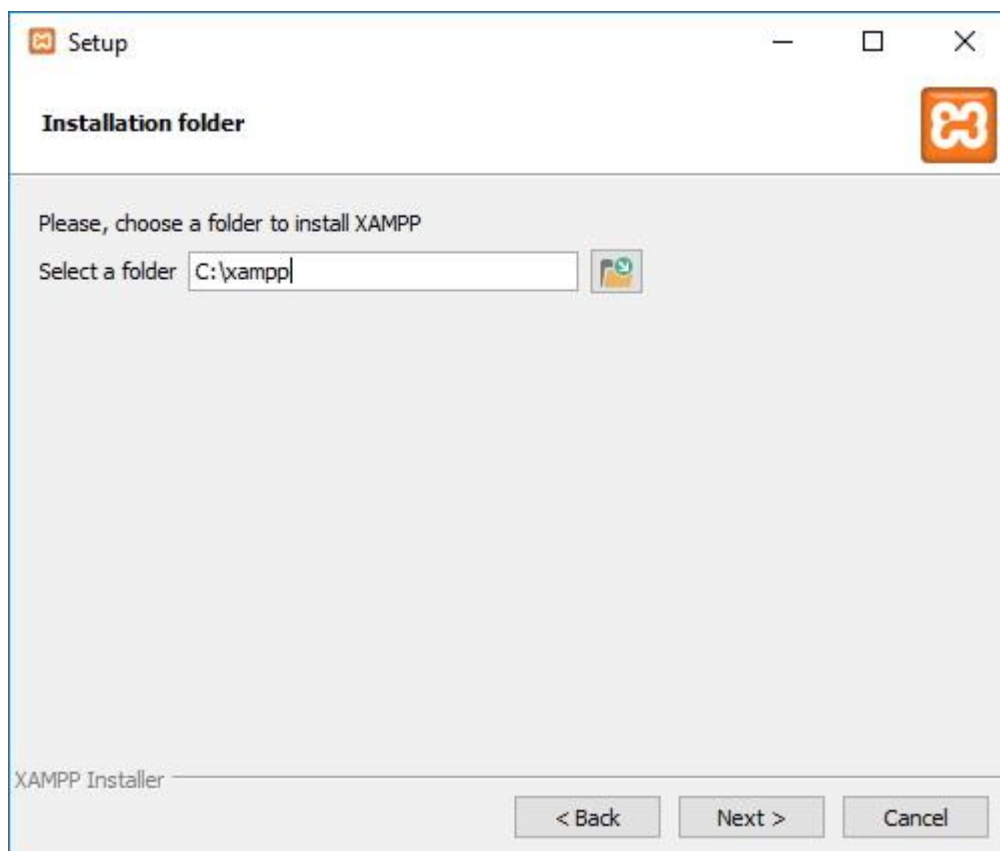 Setup
Installation folder
Please, choose a folder to install XAMPP
Select a folder C:\xampp
XAMPP Installer
< Back Next > Cancel